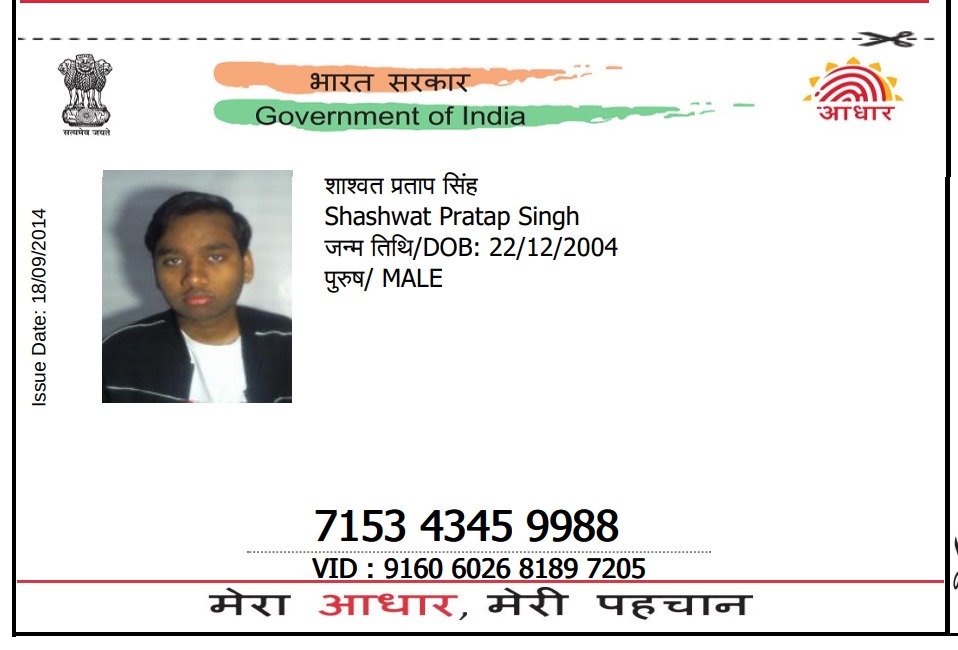 सत्यमेव जयते
भारत सरकार
Government of India
आधार
Issue Date: 18/09/2014
शाश्वत प्रताप सिंह
Shashwat Pratap Singh
जन्म तिथि/DOB: 22/12/2004
पुरुष/ MALE
7153 4345 9988
VID : 9160 6026 8189 7205
मेरा आधार, मेरी पहचान